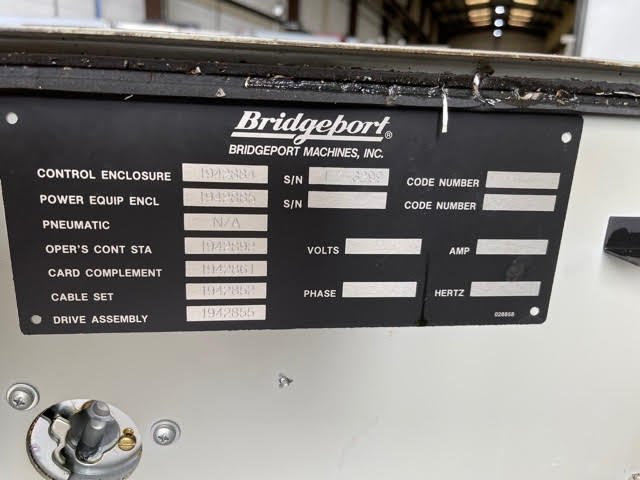 Bridgeport®
BRIDGEPORT MACHINES, INC.
CONTROL ENCLOSURE 1942884 S/N CODE NUMBER
POWER EQUIP ENCL 1942885 S/N CODE NUMBER
PNEUMATIC N/A
OPER'S CONT STA 1942892 VOLTS AMP
CARD COMPLEMENT 1942861
CABLE SET 1942852 PHASE HERTZ
DRIVE ASSEMBLY 1942855
028858